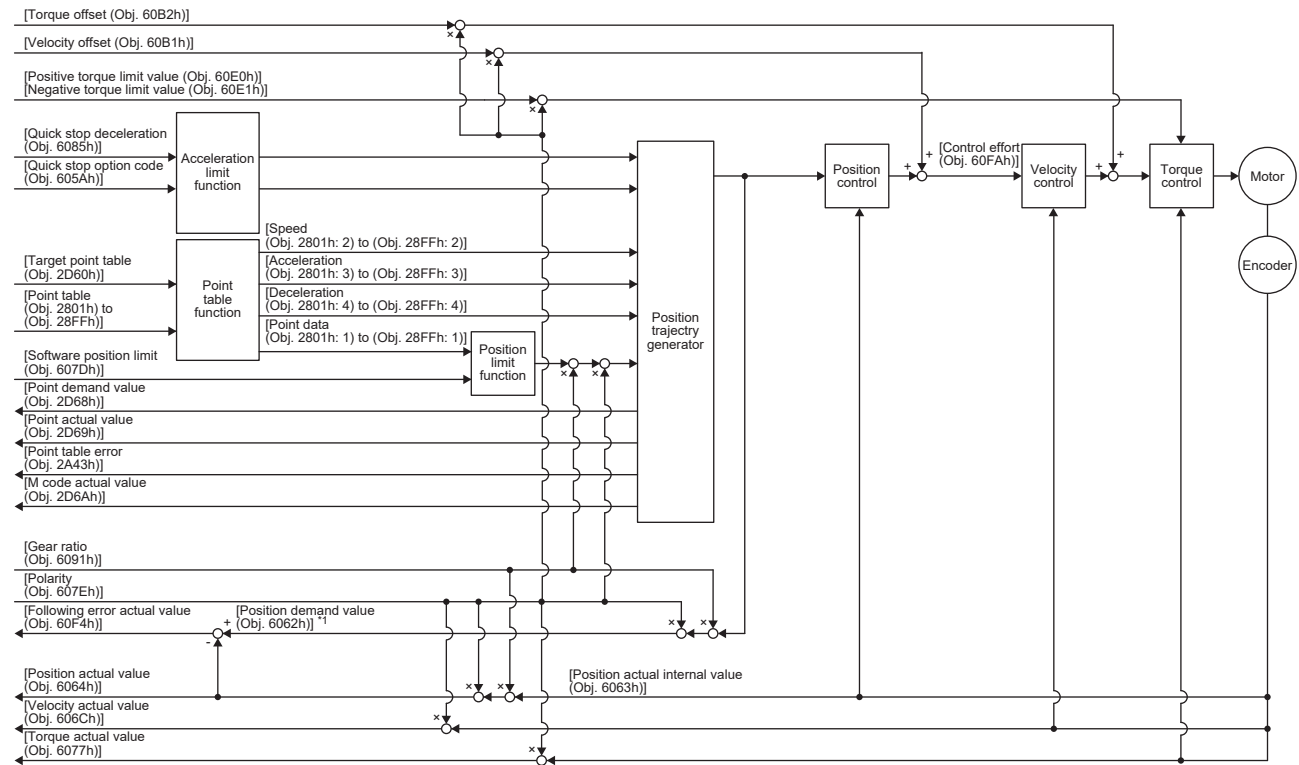 [Torque offset (Obj. 60B2h)]
[Velocity offset (Obj. 60B1h)]
[Positive torque limit value (Obj. 60E0h)]
[Negative torque limit value (Obj. 60E1h)]
[Quick stop deceleration
(Obj. 6085h)]
[Quick stop option code
(Obj. 605Ah)]
Acceleration
limit
function
[Target point table
(Obj. 2D60h)]
[Point table
(Obj. 2801h) to
(Obj. 28FFh)]
Point
table
function
[Speed
(Obj. 2801h: 2) to (Obj. 28FFh: 2)]
[Acceleration
(Obj. 2801h: 3) to (Obj. 28FFh: 3)]
[Deceleration
(Obj. 2801h: 4) to (Obj. 28FFh: 4)]
[Point data
(Obj. 2801h: 1) to (Obj. 28FFh: 1)]
[Software position limit
(Obj. 607Dh)]
Position
limit
function
Position
trajectry
generator
Position
control
[Control effort
(Obj. 60FAh)]
Velocity
control
Torque
control
Motor
Encoder
[Point demand value
(Obj. 2D68h)]
[Point actual value
(Obj. 2D69h)]
[Point table error
(Obj. 2A43h)]
[M code actual value
(Obj. 2D6Ah)]
[Gear ratio
(Obj. 6091h)]
[Polarity
(Obj. 607Eh)]
[Following error actual value
(Obj. 60F4h)]
[Position demand value
(Obj. 6062h)] *1
[Position actual value
(Obj. 6064h)]
[Position actual internal value
(Obj. 6063h)]
[Velocity actual value
(Obj. 606Ch)]
[Torque actual value
(Obj. 6077h)]